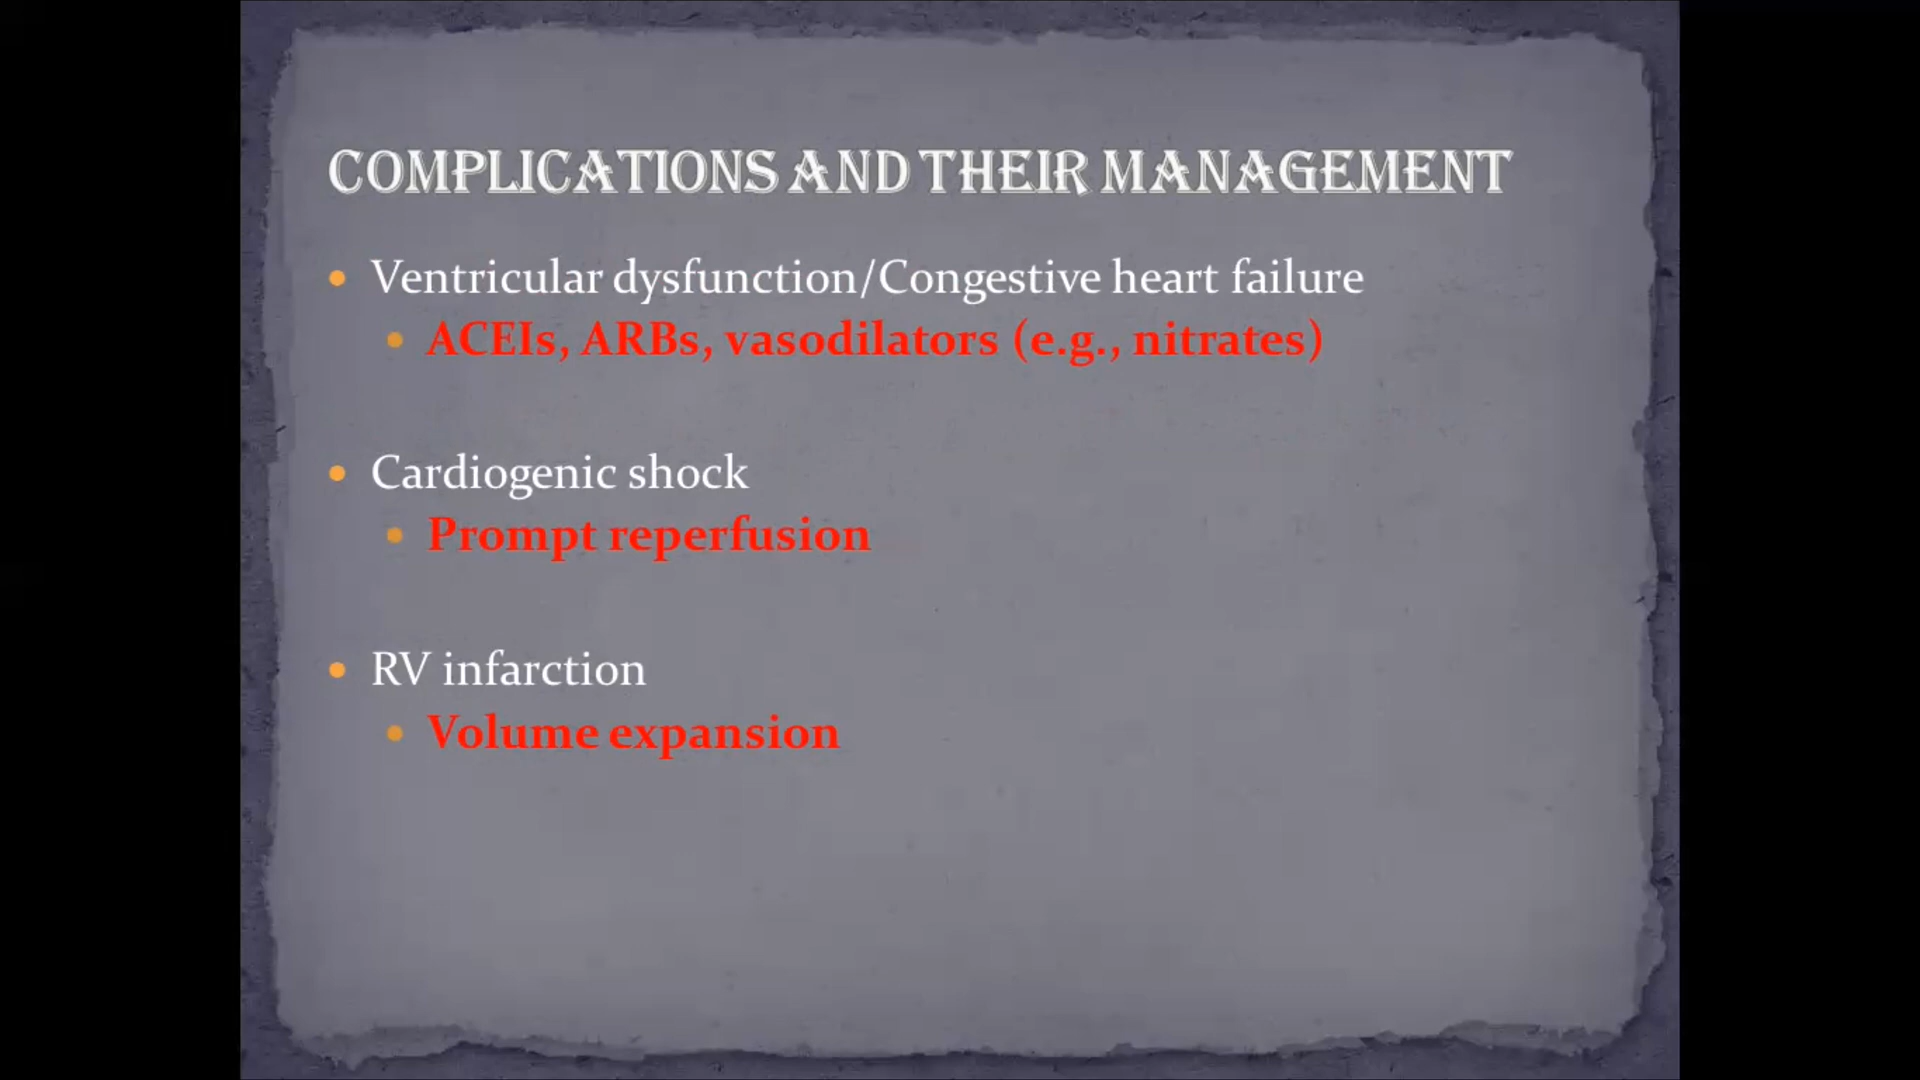 COMPLICATIONS AND THEIR MANAGEMENT
• Ventricular dysfunction/Congestive heart failure
• ACEIs, ARBs, vasodilators (e.g., nitrates)
• Cardiogenic shock
• Prompt reperfusion
• RV infarction
• Volume expansion